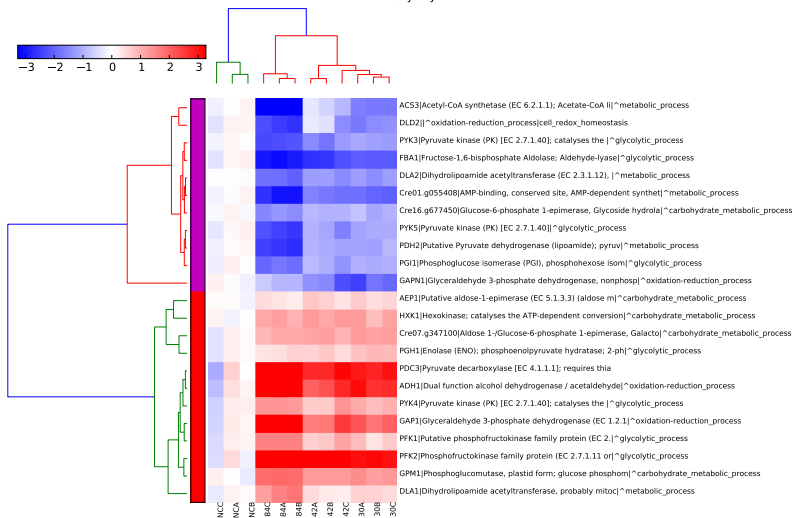 −3 −2 −1 0 1 2 3
ACS3|Acetyl-CoA synthetase (EC 6.2.1.1); Acetate-CoA li|^metabolic_process
DLD2||^oxidation-reduction_process|cell_redox_homeostasis
PYK3|Pyruvate kinase (PK) [EC 2.7.1.40]; catalyses the |^glycolytic_process
FBA1|Fructose-1,6-bisphosphate Aldolase; Aldehyde-lyase|^glycolytic_process
DLA2|Dihydrolipoamide acetyltransferase (EC 2.3.1.12), |^metabolic_process
Cre01.g055408|AMP-binding, conserved site, AMP-dependent synthet|^metabolic_process
Cre16.g677450|Glucose-6-phosphate 1-epimerase, Glycoside hydrola|^carbohydrate_metabolic_process
PYK5|Pyruvate kinase (PK) [EC 2.7.1.40]|^glycolytic_process
PDH2|Putative Pyruvate dehydrogenase (lipoamide); pyruv|^metabolic_process
PGI1|Phosphoglucose isomerase (PGI), phosphohexose isom|^glycolytic_process
GAPN1|Glyceraldehyde 3-phosphate dehydrogenase, nonphosp|^oxidation-reduction_process
AEP1|Putative aldose-1-epimerase (EC 5.1.3.3) (aldose m|^carbohydrate_metabolic_process
HXK1|Hexokinase; catalyses the ATP-dependent conversion|^carbohydrate_metabolic_process
Cre07.g347100|Aldose 1-/Glucose-6-phosphate 1-epimerase, Galacto|^carbohydrate_metabolic_process
PGH1|Enolase (ENO); phosphoenolpyruvate hydratase; 2-ph|^glycolytic_process
PDC3|Pyruvate decarboxylase [EC 4.1.1.1]; requires thia
ADH1|Dual function alcohol dehydrogenase / acetaldehyde|^oxidation-reduction_process
PYK4|Pyruvate kinase (PK) [EC 2.7.1.40]; catalyses the |^glycolytic_process
GAP1|Glyceraldehyde 3-phosphate dehydrogenase (EC 1.2.1|^oxidation-reduction_process
PFK1|Putative phosphofructokinase family protein (EC 2.|^glycolytic_process
PFK2|Phosphofructokinase family protein (EC 2.7.1.11 or|^glycolytic_process
GPM1|Phosphoglucomutase, plastid form; glucose phosphom|^carbohydrate_metabolic_process
DLA1|Dihydrolipoamide acetyltransferase, probably mitoc|^metabolic_process
NCC NCA NCB 84C 84A 84B 42A 42B 42C 30A 30B 30C